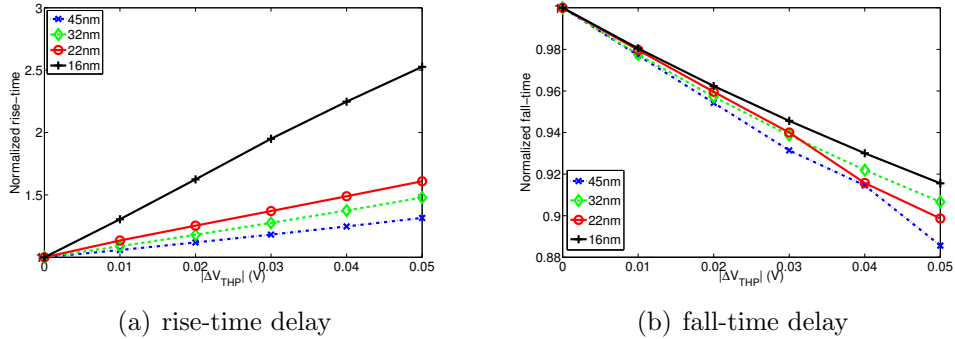 3
2.5
2
1.5
1
0
0.01
0.02
0.03
0.04
0.05
Normalized rise−time
|ΔV_THP| (V)
45nm
32nm
22nm
16nm
(a) rise-time delay
1
0.98
0.96
0.94
0.92
0.9
0.88
0
0.01
0.02
0.03
0.04
0.05
Normalized fall−time
|ΔV_THP| (V)
45nm
32nm
22nm
16nm
(b) fall-time delay